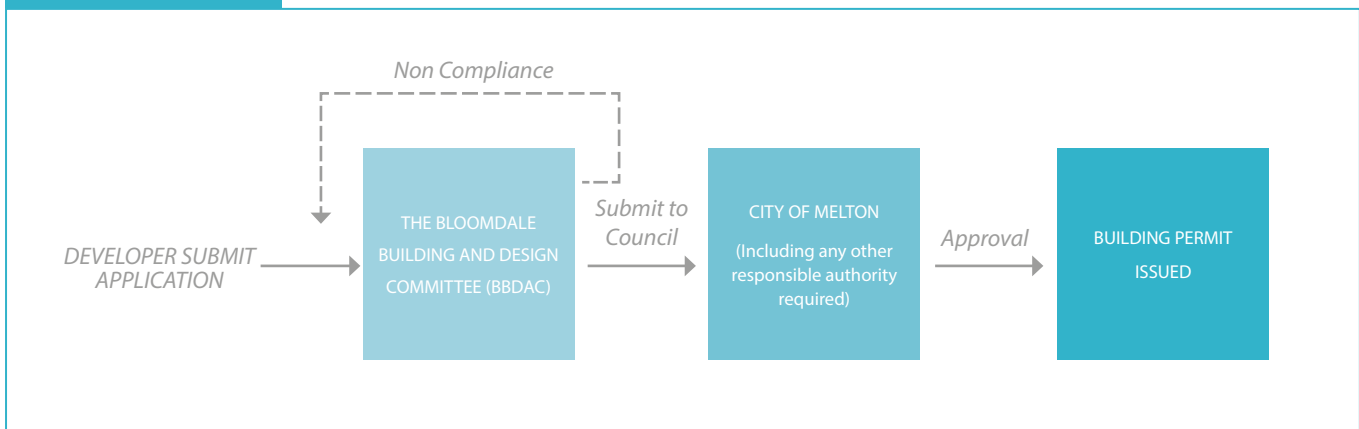 Non Compliance
DEVELOPER SUBMIT
APPLICATION
THE BLOOMDALE
BUILDING AND DESIGN
COMMITTEE (BBDAC)
Submit to
Council
CITY OF MELTON
(Including any other
responsible authority
required)
Approval
BUILDING PERMIT
ISSUED